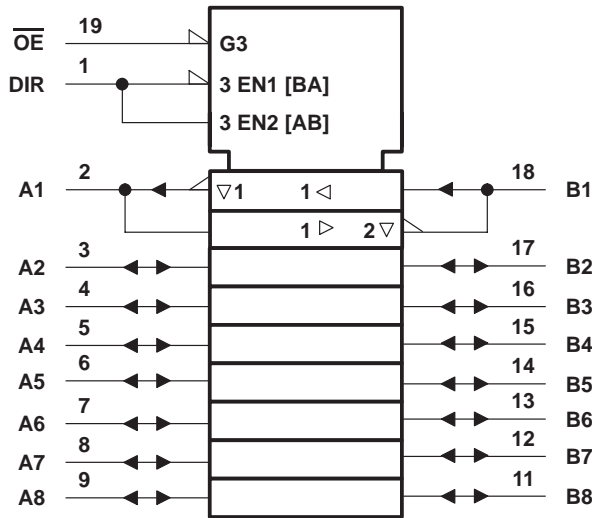 19
OE G3
1
DIR 3 EN1 [BA]
3 EN2 [AB]
2 18
A1 ▽1 1 ◁ B1
1 ▷ 2 ▽
3 17
A2 B2
4 16
A3 B3
5 15
A4 B4
6 14
A5 B5
7 13
A6 B6
8 12
A7 B7
9 11
A8 B8